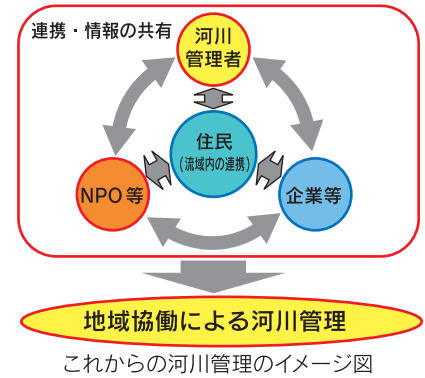 連携・情報の共有
河川
管理者
住民
(流域内の連携)
NPO等
企業等
地域協働による河川管理
これからの河川管理のイメージ図